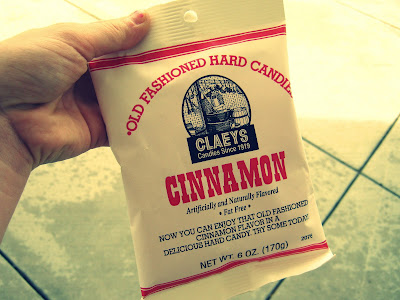 •OLD FASHIONED HARD CANDIES
CLAEYS
Candies Since 1919
CINNAMON
Artificially and Naturally Flavored
• Fat Free •
NOW YOU CAN ENJOY THAT OLD FASHIONED
CINNAMON FLAVOR IN A
DELICIOUS HARD CANDY. TRY SOME TODAY!
NET WT. 6 OZ. (170g)